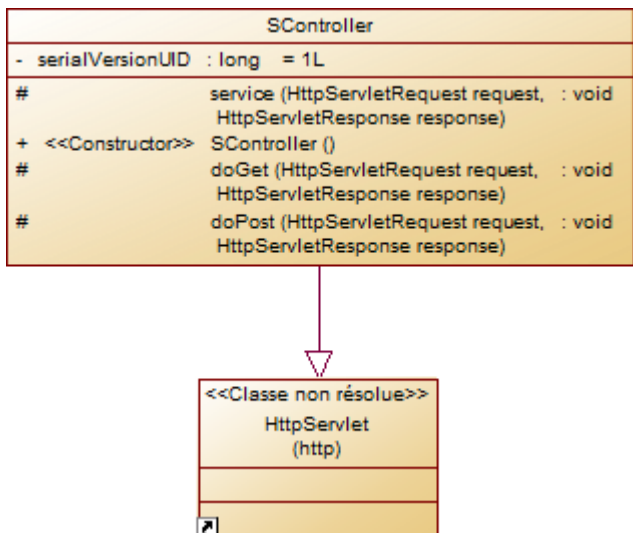 SController
- serialVersionUID : long = 1L
# service (HttpServletRequest request, : void
HttpServletResponse response)
+ <<Constructor>> SController ()
# doGet (HttpServletRequest request, : void
HttpServletResponse response)
# doPost (HttpServletRequest request, : void
HttpServletResponse response)
<<Classe non résolue>>
HttpServlet
(http)